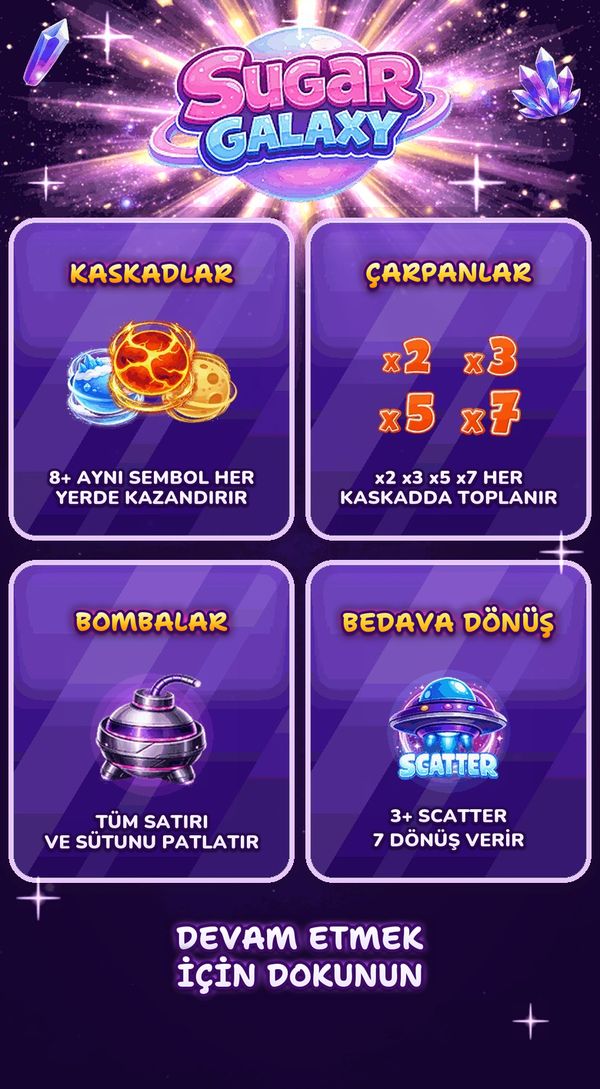 SUGAR
GALAXY
KASKADLAR
8+ AYNI SEMBOL HER
YERDE KAZANDIRIR
ÇARPANLAR
x2 x3
x5 x7
x2 x3 x5 x7 HER
KASKADDA TOPLANIR
BOMBALAR
TÜM SATIRI
VE SÜTUNU PATLATIR
BEDAVA DÖNÜŞ
SCATTER
3+ SCATTER
7 DÖNÜŞ VERİR
DEVAM ETMEK
İÇİN DOKUNUN